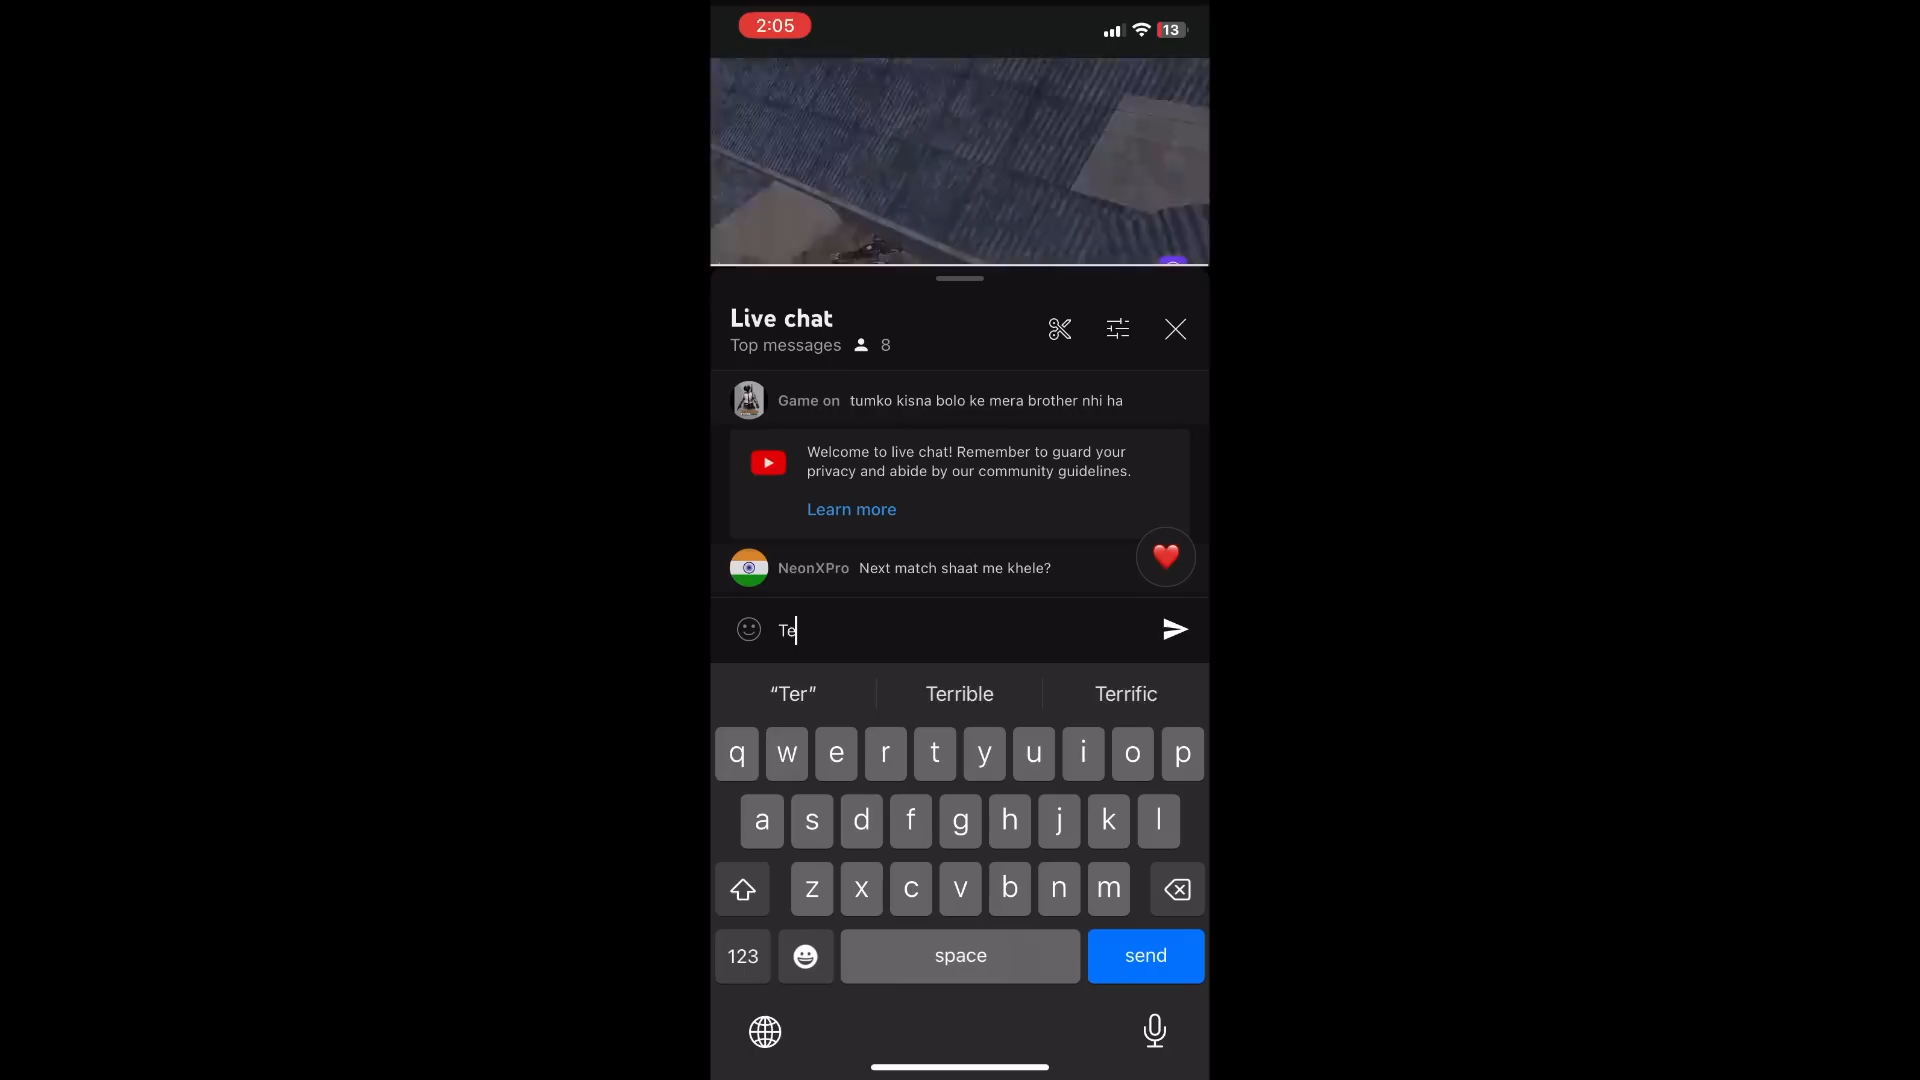 2:05
13
Live chat
Top messages 8
Game on tumko kisna bolo ke mera brother nhi ha
Welcome to live chat! Remember to guard your
privacy and abide by our community guidelines.
Learn more
NeonXPro Next match shaat me khele?
Te
“Ter” Terrible Terrific
q w e r t y u i o p
a s d f g h j k l
z x c v b n m
123 space send